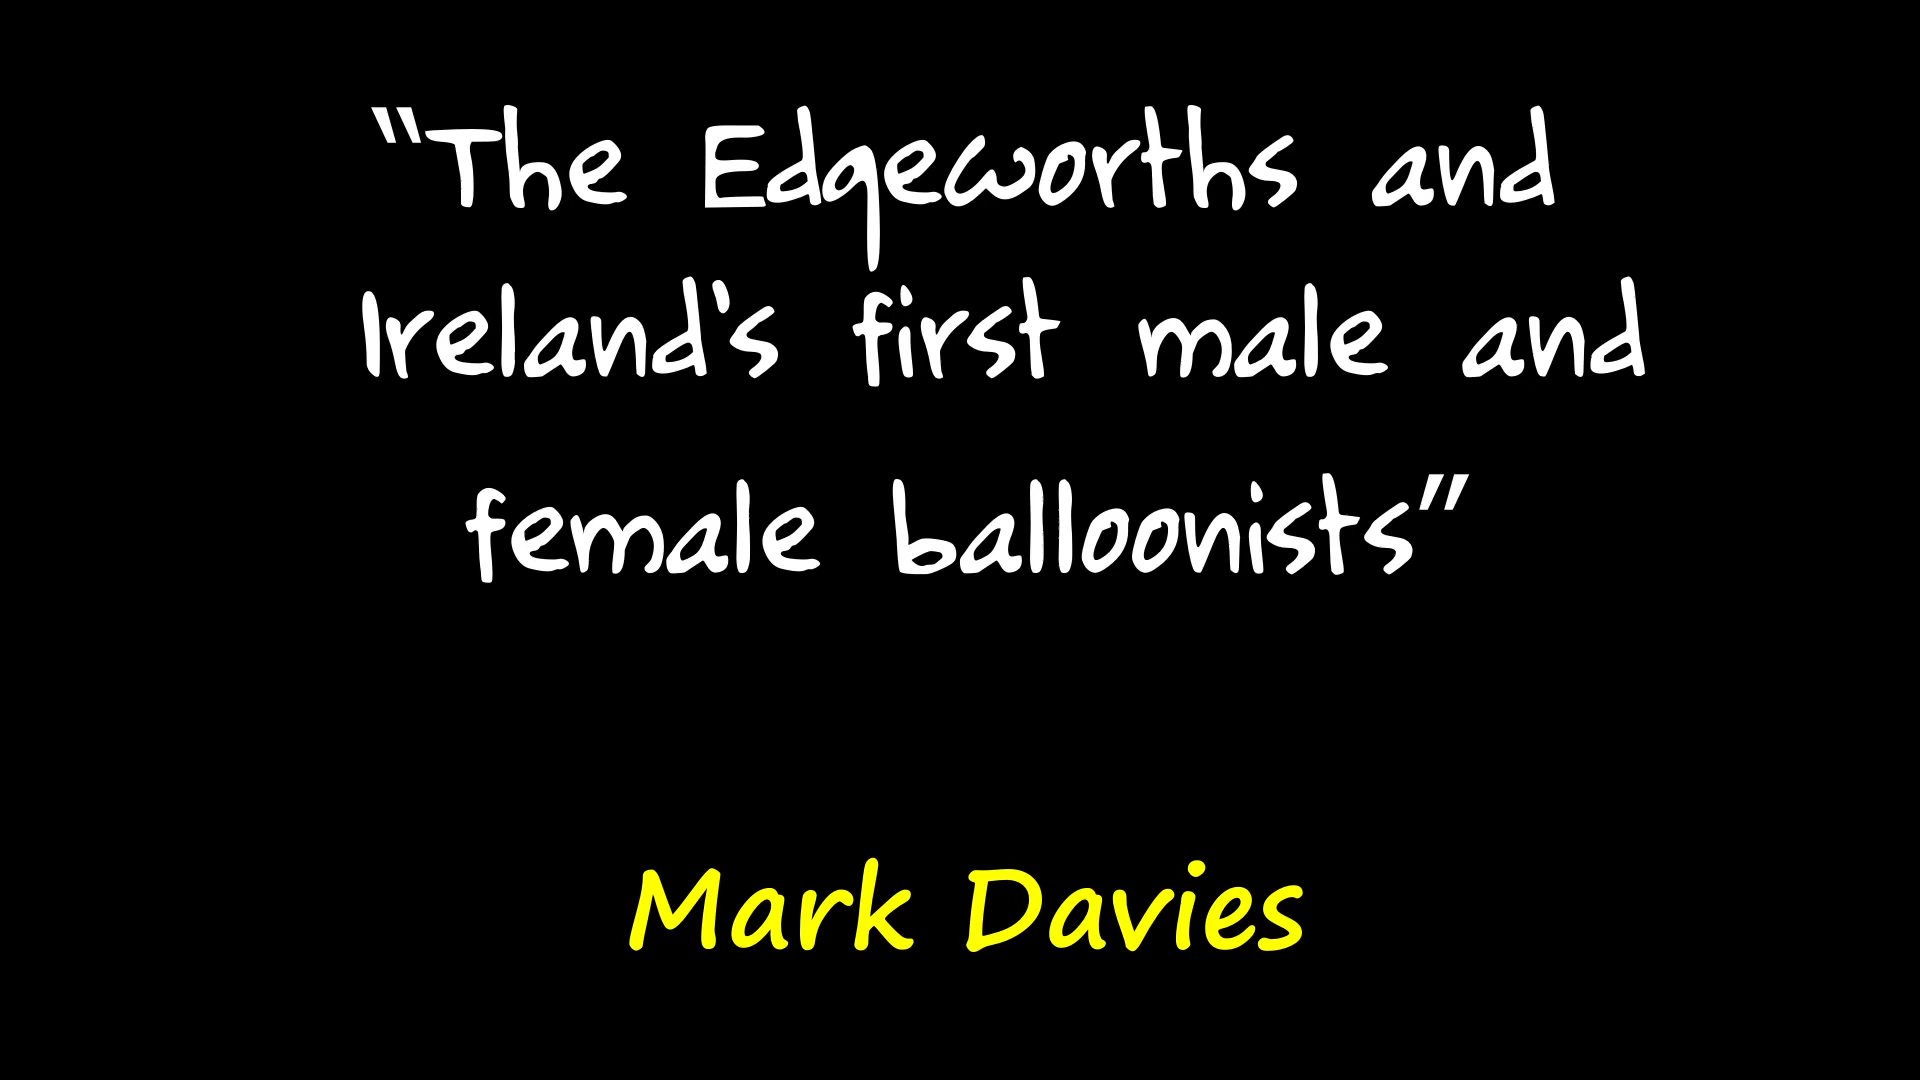 “The Edgeworths and
Ireland's first male and
female balloonists”
Mark Davies